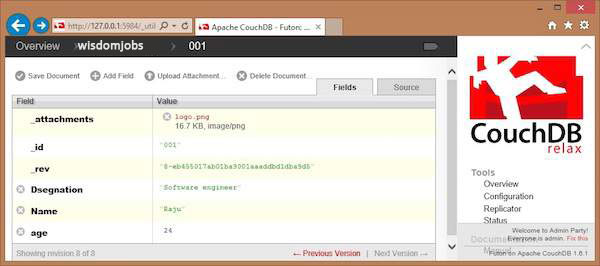 http://127.0.0.1:5984/_util
Apache CouchDB - Futon: ...
Overview wisdomjobs 001
Save Document Add Field Upload Attachment... Delete Document...
Fields Source
Field Value
_attachments logo.png
16.7 KB, image/png
_id "001"
_rev
Dsegnation "Software engineer"
Name "Raju"
age 24
Showing revision 8 of 8 ← Previous Version | Next Version →
CouchDB
relax
Tools
Overview
Configuration
Replicator
Status
Welcome to Admin Party!
Everyone is admin. Fix this
Futon on Apache CouchDB 1.6.1